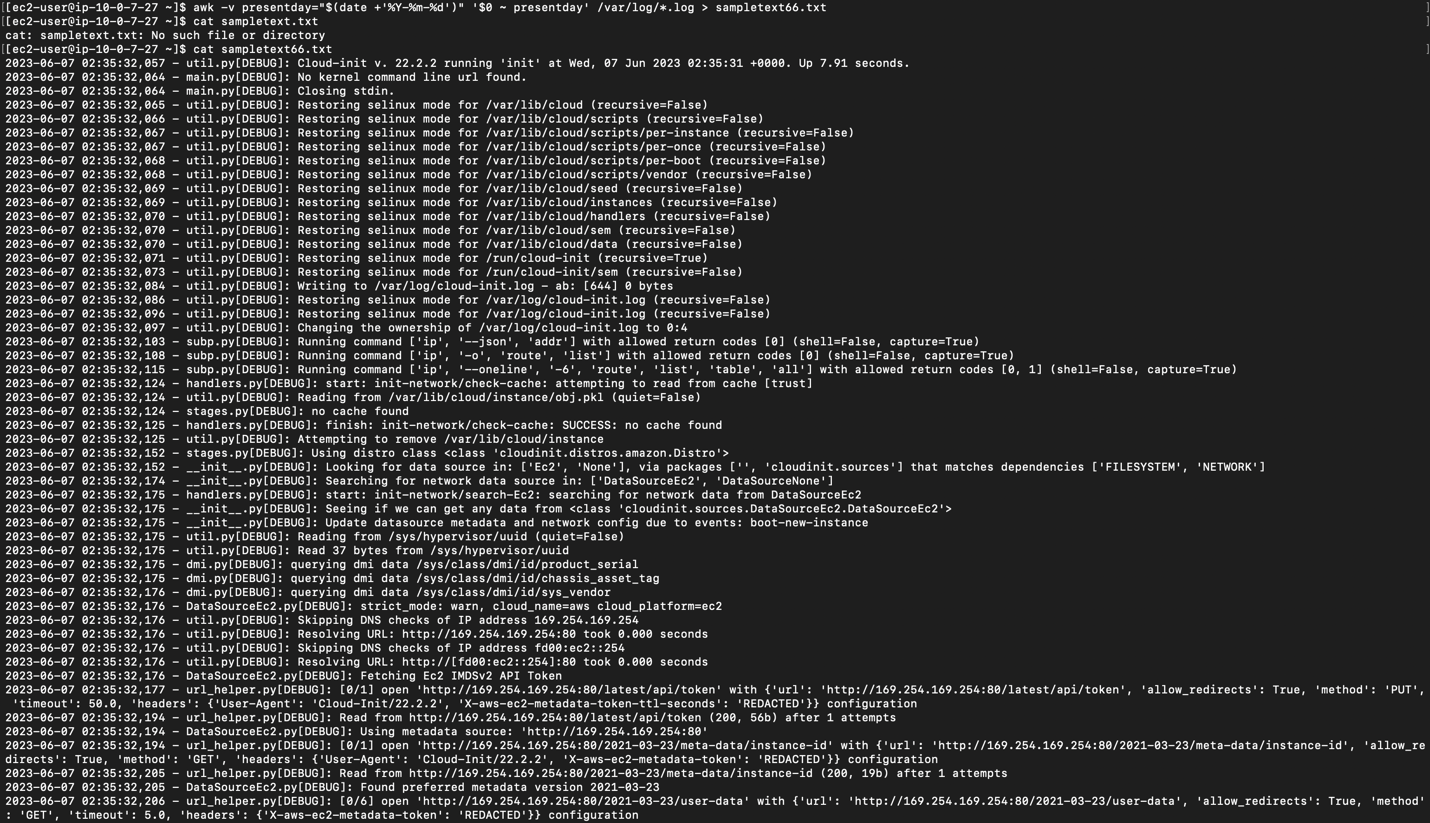 [[ec2-user@ip-10-0-7-27 ~]$ awk -v presentday="$(date +'%Y-%m-%d')" '$0 ~ presentday' /var/log/*.log > sampletext66.txt ]
[[ec2-user@ip-10-0-7-27 ~]$ cat sampletext.txt ]
cat: sampletext.txt: No such file or directory
[[ec2-user@ip-10-0-7-27 ~]$ cat sampletext66.txt ]
2023-06-07 02:35:32,057 - util.py[DEBUG]: Cloud-init v. 22.2.2 running 'init' at Wed, 07 Jun 2023 02:35:31 +0000. Up 7.91 seconds.
2023-06-07 02:35:32,064 - main.py[DEBUG]: No kernel command line url found.
2023-06-07 02:35:32,064 - main.py[DEBUG]: Closing stdin.
2023-06-07 02:35:32,065 - util.py[DEBUG]: Restoring selinux mode for /var/lib/cloud (recursive=False)
2023-06-07 02:35:32,066 - util.py[DEBUG]: Restoring selinux mode for /var/lib/cloud/scripts (recursive=False)
2023-06-07 02:35:32,067 - util.py[DEBUG]: Restoring selinux mode for /var/lib/cloud/scripts/per-instance (recursive=False)
2023-06-07 02:35:32,067 - util.py[DEBUG]: Restoring selinux mode for /var/lib/cloud/scripts/per-once (recursive=False)
2023-06-07 02:35:32,068 - util.py[DEBUG]: Restoring selinux mode for /var/lib/cloud/scripts/per-boot (recursive=False)
2023-06-07 02:35:32,068 - util.py[DEBUG]: Restoring selinux mode for /var/lib/cloud/scripts/vendor (recursive=False)
2023-06-07 02:35:32,069 - util.py[DEBUG]: Restoring selinux mode for /var/lib/cloud/seed (recursive=False)
2023-06-07 02:35:32,069 - util.py[DEBUG]: Restoring selinux mode for /var/lib/cloud/instances (recursive=False)
2023-06-07 02:35:32,070 - util.py[DEBUG]: Restoring selinux mode for /var/lib/cloud/handlers (recursive=False)
2023-06-07 02:35:32,070 - util.py[DEBUG]: Restoring selinux mode for /var/lib/cloud/sem (recursive=False)
2023-06-07 02:35:32,070 - util.py[DEBUG]: Restoring selinux mode for /var/lib/cloud/data (recursive=False)
2023-06-07 02:35:32,071 - util.py[DEBUG]: Restoring selinux mode for /run/cloud-init (recursive=True)
2023-06-07 02:35:32,073 - util.py[DEBUG]: Restoring selinux mode for /run/cloud-init/sem (recursive=False)
2023-06-07 02:35:32,084 - util.py[DEBUG]: Writing to /var/log/cloud-init.log - ab: [644] 0 bytes
2023-06-07 02:35:32,086 - util.py[DEBUG]: Restoring selinux mode for /var/log/cloud-init.log (recursive=False)
2023-06-07 02:35:32,096 - util.py[DEBUG]: Restoring selinux mode for /var/log/cloud-init.log (recursive=False)
2023-06-07 02:35:32,097 - util.py[DEBUG]: Changing the ownership of /var/log/cloud-init.log to 0:4
2023-06-07 02:35:32,103 - subp.py[DEBUG]: Running command ['ip', '--json', 'addr'] with allowed return codes [0] (shell=False, capture=True)
2023-06-07 02:35:32,108 - subp.py[DEBUG]: Running command ['ip', '-o', 'route', 'list'] with allowed return codes [0] (shell=False, capture=True)
2023-06-07 02:35:32,115 - subp.py[DEBUG]: Running command ['ip', '--oneline', '-6', 'route', 'list', 'table', 'all'] with allowed return codes [0, 1] (shell=False, capture=True)
2023-06-07 02:35:32,124 - handlers.py[DEBUG]: start: init-network/check-cache: attempting to read from cache [trust]
2023-06-07 02:35:32,124 - util.py[DEBUG]: Reading from /var/lib/cloud/instance/obj.pkl (quiet=False)
2023-06-07 02:35:32,124 - stages.py[DEBUG]: no cache found
2023-06-07 02:35:32,125 - handlers.py[DEBUG]: finish: init-network/check-cache: SUCCESS: no cache found
2023-06-07 02:35:32,125 - util.py[DEBUG]: Attempting to remove /var/lib/cloud/instance
2023-06-07 02:35:32,152 - stages.py[DEBUG]: Using distro class <class 'cloudinit.distros.amazon.Distro'>
2023-06-07 02:35:32,152 - __init__.py[DEBUG]: Looking for data source in: ['Ec2', 'None'], via packages ['', 'cloudinit.sources'] that matches dependencies ['FILESYSTEM', 'NETWORK']
2023-06-07 02:35:32,174 - __init__.py[DEBUG]: Searching for network data source in: ['DataSourceEc2', 'DataSourceNone']
2023-06-07 02:35:32,175 - handlers.py[DEBUG]: start: init-network/search-Ec2: searching for network data from DataSourceEc2
2023-06-07 02:35:32,175 - __init__.py[DEBUG]: Seeing if we can get any data from <class 'cloudinit.sources.DataSourceEc2.DataSourceEc2'>
2023-06-07 02:35:32,175 - __init__.py[DEBUG]: Update datasource metadata and network config due to events: boot-new-instance
2023-06-07 02:35:32,175 - util.py[DEBUG]: Reading from /sys/hypervisor/uuid (quiet=False)
2023-06-07 02:35:32,175 - util.py[DEBUG]: Read 37 bytes from /sys/hypervisor/uuid
2023-06-07 02:35:32,175 - dmi.py[DEBUG]: querying dmi data /sys/class/dmi/id/product_serial
2023-06-07 02:35:32,175 - dmi.py[DEBUG]: querying dmi data /sys/class/dmi/id/chassis_asset_tag
2023-06-07 02:35:32,175 - dmi.py[DEBUG]: querying dmi data /sys/class/dmi/id/sys_vendor
2023-06-07 02:35:32,176 - DataSourceEc2.py[DEBUG]: strict_mode: warn, cloud_name=aws cloud_platform=ec2
2023-06-07 02:35:32,176 - util.py[DEBUG]: Skipping DNS checks of IP address 169.254.169.254
2023-06-07 02:35:32,176 - util.py[DEBUG]: Resolving URL: http://169.254.169.254:80 took 0.000 seconds
2023-06-07 02:35:32,176 - util.py[DEBUG]: Skipping DNS checks of IP address fd00:ec2::254
2023-06-07 02:35:32,176 - util.py[DEBUG]: Resolving URL: http://[fd00:ec2::254]:80 took 0.000 seconds
2023-06-07 02:35:32,176 - DataSourceEc2.py[DEBUG]: Fetching Ec2 IMDSv2 API Token
2023-06-07 02:35:32,177 - url_helper.py[DEBUG]: [0/1] open 'http://169.254.169.254:80/latest/api/token' with {'url': 'http://169.254.169.254:80/latest/api/token', 'allow_redirects': True, 'method': 'PUT',
'timeout': 50.0, 'headers': {'User-Agent': 'Cloud-Init/22.2.2', 'X-aws-ec2-metadata-token-ttl-seconds': 'REDACTED'}} configuration
2023-06-07 02:35:32,194 - url_helper.py[DEBUG]: Read from http://169.254.169.254:80/latest/api/token (200, 56b) after 1 attempts
2023-06-07 02:35:32,194 - DataSourceEc2.py[DEBUG]: Using metadata source: 'http://169.254.169.254:80'
2023-06-07 02:35:32,194 - url_helper.py[DEBUG]: [0/1] open 'http://169.254.169.254:80/2021-03-23/meta-data/instance-id' with {'url': 'http://169.254.169.254:80/2021-03-23/meta-data/instance-id', 'allow_re
directs': True, 'method': 'GET', 'headers': {'User-Agent': 'Cloud-Init/22.2.2', 'X-aws-ec2-metadata-token': 'REDACTED'}} configuration
2023-06-07 02:35:32,205 - url_helper.py[DEBUG]: Read from http://169.254.169.254:80/2021-03-23/meta-data/instance-id (200, 19b) after 1 attempts
2023-06-07 02:35:32,205 - DataSourceEc2.py[DEBUG]: Found preferred metadata version 2021-03-23
2023-06-07 02:35:32,206 - url_helper.py[DEBUG]: [0/6] open 'http://169.254.169.254:80/2021-03-23/user-data' with {'url': 'http://169.254.169.254:80/2021-03-23/user-data', 'allow_redirects': True, 'method'
: 'GET', 'timeout': 5.0, 'headers': {'X-aws-ec2-metadata-token': 'REDACTED'}} configuration